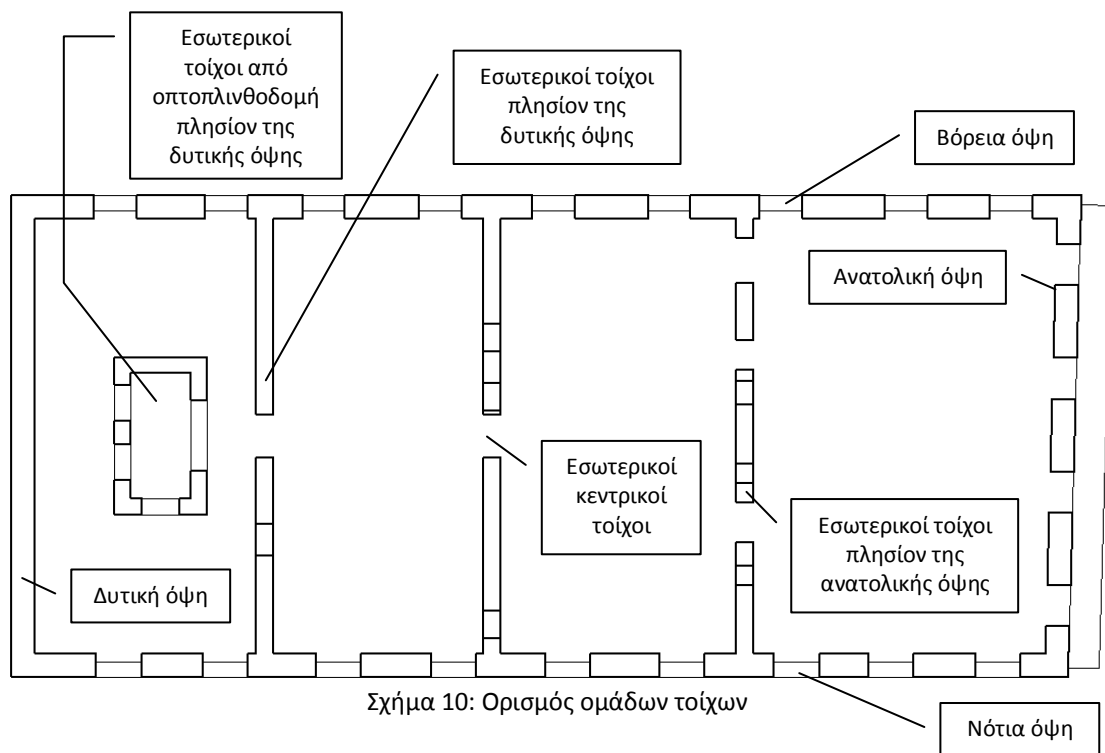 Εσωτερικοί
τοίχοι από
οπτοπλινθοδομή
πλησίον της
δυτικής όψης
Εσωτερικοί τοίχοι
πλησίον της
δυτικής όψης
Βόρεια όψη
Ανατολική όψη
Εσωτερικοί
κεντρικοί
τοίχοι
Εσωτερικοί τοίχοι
πλησίον της
ανατολικής όψης
Δυτική όψη
Σχήμα 10: Ορισμός ομάδων τοίχων
Νότια όψη